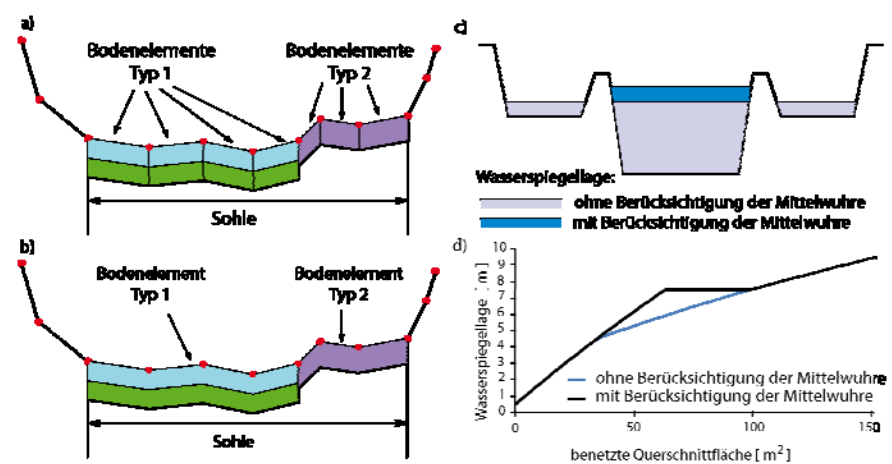 a)
Bodenelemente
Typ 1
Bodenelemente
Typ 2
Sohle
b)
Bodenelement
Typ 1
Bodenelement
Typ 2
Sohle
c)
Wasserspiegellage:
ohne Berücksichtigung der Mittelwuhre
mit Berücksichtigung der Mittelwuhre
d)
Wasserspiegellage [ m]
10
9
8
7
6
5
4
3
2
1
0
ohne Berücksichtigung der Mittelwuhre
mit Berücksichtigung der Mittelwuhre
0
50
100
150
benetzte Querschnittfläche [ m²]